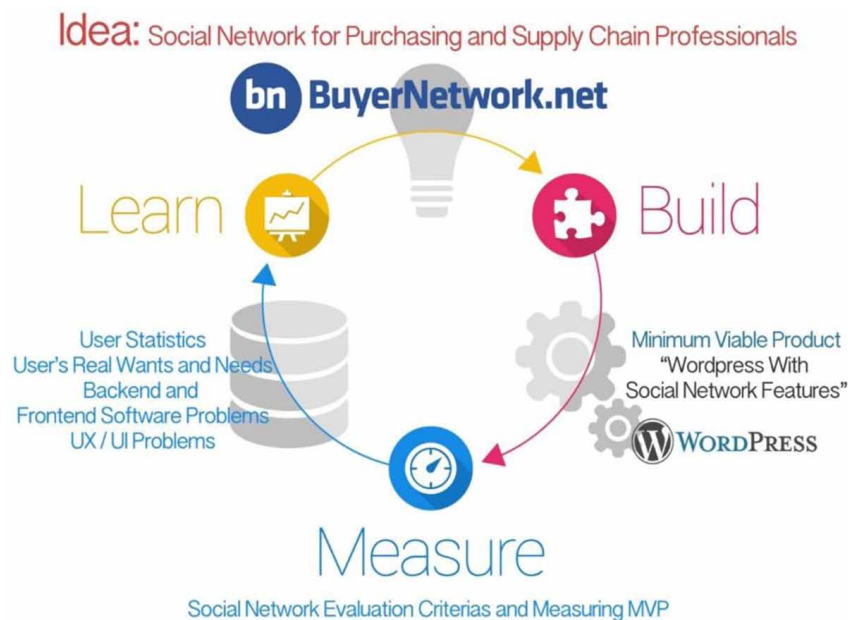 Idea: Social Network for Purchasing and Supply Chain Professionals
bn BuyerNetwork.net
Learn
Build
User Statistics
User's Real Wants and Needs
Backend and
Frontend Software Problems
UX / UI Problems
Minimum Viable Product
“Wordpress With
Social Network Features”
W WORDPRESS
Measure
Social Network Evaluation Criterias and Measuring MVP